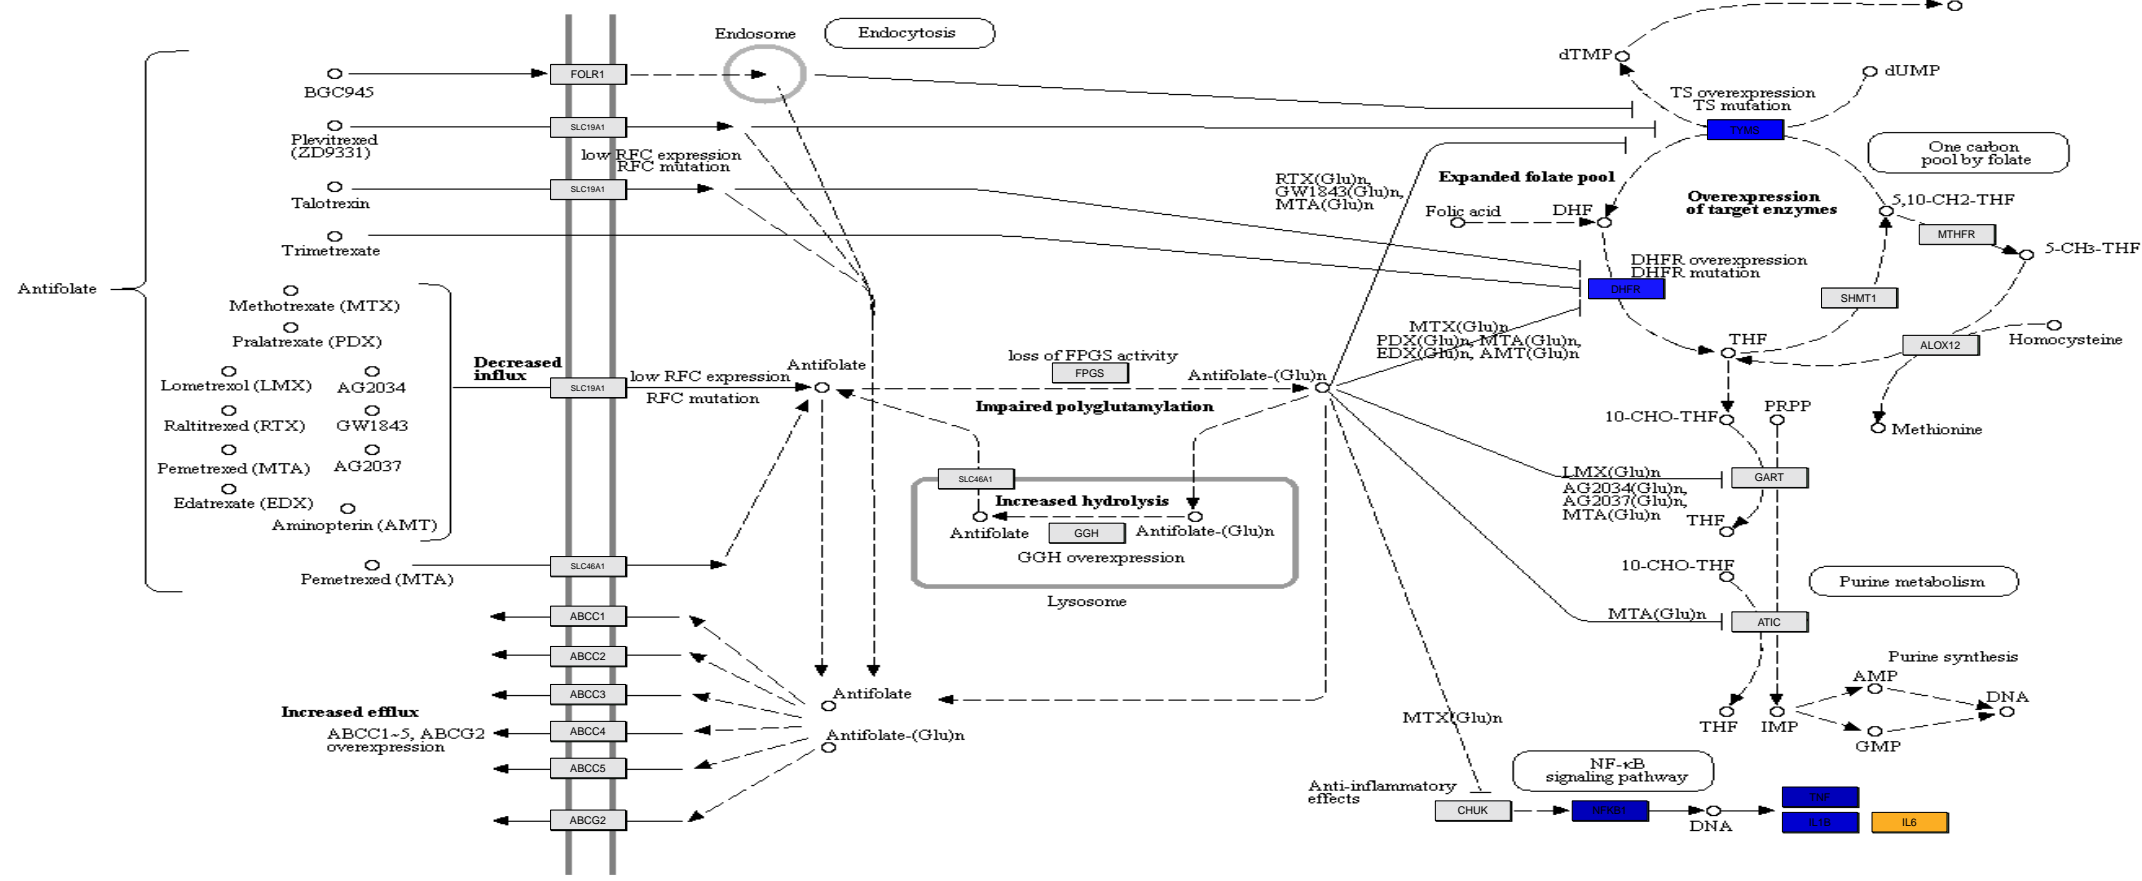 Endosome
Endocytosis
dTMP
dUMP
FOLR1
BGC945
TS overexpression
TS mutation
SLC19A1
TYMS
Plevitrexed
(ZD9331)
low RFC expression
RFC mutation
One carbon
pool by folate
SLC19A1
Talotrexin
RTX(Glu)n,
GW1843(Glu)n,
MTA(Glu)n
Expanded folate pool
Overexpression
of target enzymes
5,10-CH2-THF
Folic acid
DHF
MTHFR
5-CH3-THF
Trimetrexate
DHFR overexpression
DHFR mutation
DHFR
SHMT1
Antifolate
Methotrexate (MTX)
Pralatrexate (PDX)
MTX(Glu)n
PDX(Glu)n, MTA(Glu)n,
EDX(Glu)n, AMT(Glu)n
THF
ALOX12
Homocysteine
Decreased
influx
Lometrexol (LMX)
AG2034
SLC19A1
low RFC expression
RFC mutation
Antifolate
loss of FPGS activity
FPGS
Antifolate-(Glu)n
Impaired polyglutamylation
Raltitrexed (RTX)
GW1843
10-CHO-THF
PRPP
Methionine
Pemetrexed (MTA)
AG2037
Edatrexate (EDX)
Aminopterin (AMT)
SLC46A1
Increased hydrolysis
Antifolate
GGH
Antifolate-(Glu)n
GGH overexpression
Lysosome
LMX(Glu)n
AG2034(Glu)n,
AG2037(Glu)n,
MTA(Glu)n
GART
THF
SLC46A1
Pemetrexed (MTA)
10-CHO-THF
Purine metabolism
MTA(Glu)n
ATIC
ABCC1
ABCC2
ABCC3
ABCC4
ABCC5
ABCG2
Increased efflux
ABCC1~5, ABCG2
overexpression
Antifolate
Antifolate-(Glu)n
Purine synthesis
AMP
DNA
THF
IMP
GMP
MTX(Glu)n
NF-κB
signaling pathway
Anti-inflammatory
effects
CHUK
NFKB1
DNA
TNF
IL1B
IL6